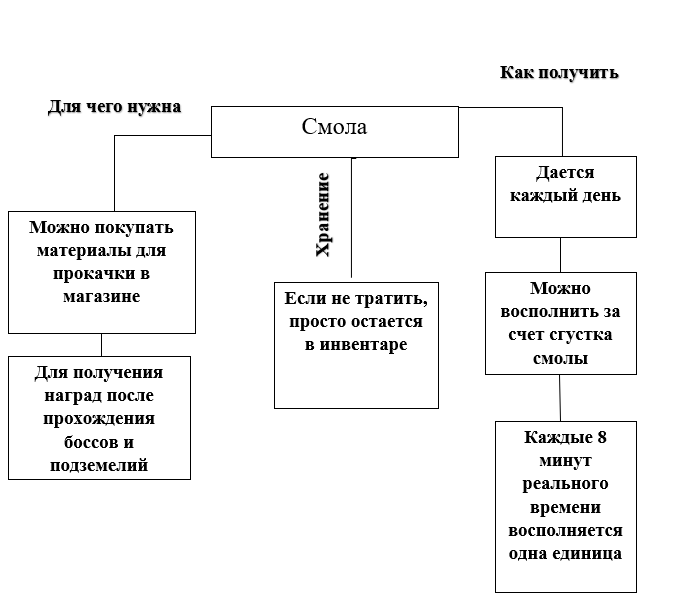 Как получить
Для чего нужна
Смола
Хранение
Можно покупать
материалы для
прокачки в
магазине
Для получения
наград после
прохождения
боссов и
подземелий
Если не тратить,
просто остается
в инвентаре
Дается
каждый день
Можно
восполнить за
счет сгустка
смолы
Каждые 8
минут
реального
времени
восполняется
одна единица